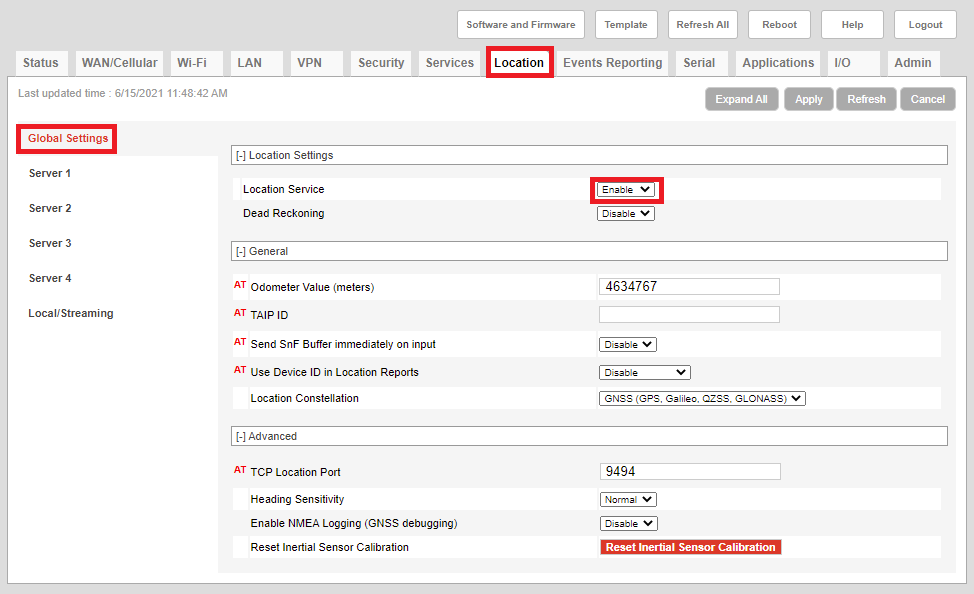 Software and Firmware Template Refresh All Reboot Help Logout
Status WAN/Cellular Wi-Fi LAN VPN Security Services Location Events Reporting Serial Applications I/O Admin
Last updated time : 6/15/2021 11:48:42 AM
Expand All Apply Refresh Cancel
Global Settings
Server 1
Server 2
Server 3
Server 4
Local/Streaming
[-] Location Settings
Location Service Enable
Dead Reckoning Disable
[-] General
AT Odometer Value (meters) 4634767
AT TAIP ID
AT Send SnF Buffer immediately on input Disable
AT Use Device ID in Location Reports Disable
Location Constellation GNSS (GPS, Galileo, QZSS, GLONASS)
[-] Advanced
AT TCP Location Port 9494
Heading Sensitivity Normal
Enable NMEA Logging (GNSS debugging) Disable
Reset Inertial Sensor Calibration Reset Inertial Sensor Calibration